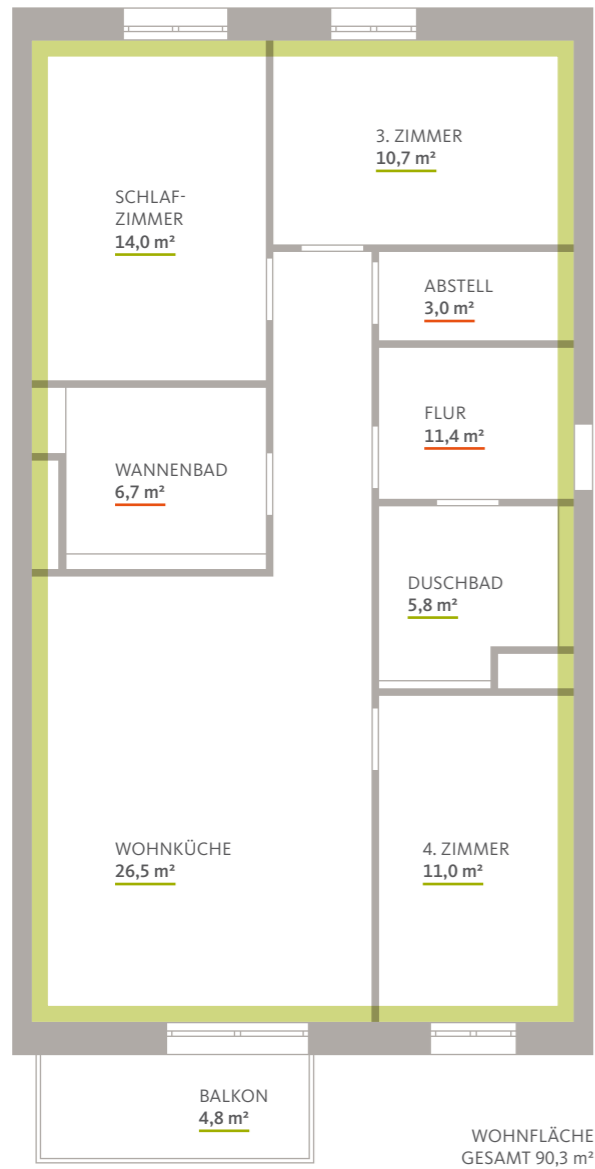 3. ZIMMER
10,7 m²
SCHLAF-
ZIMMER
14,0 m²
ABSTELL
3,0 m²
FLUR
11,4 m²
WANNENBAD
6,7 m²
DUSCHBAD
5,8 m²
WOHNKÜCHE
26,5 m²
4. ZIMMER
11,0 m²
BALKON
4,8 m²
WOHNFLÄCHE
GESAMT 90,3 m²